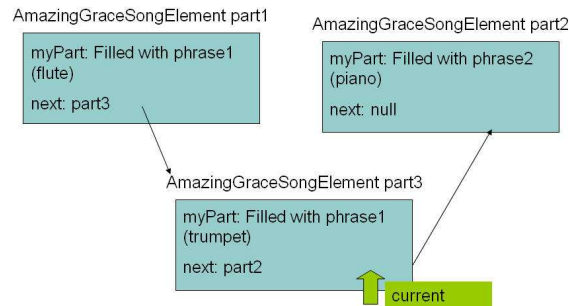 AmazingGraceSongElement part1
myPart: Filled with phrase1
(flute)
next: part3
AmazingGraceSongElement part2
myPart: Filled with phrase2
(piano)
next: null
AmazingGraceSongElement part3
myPart: Filled with phrase1
(trumpet)
next: part2
current